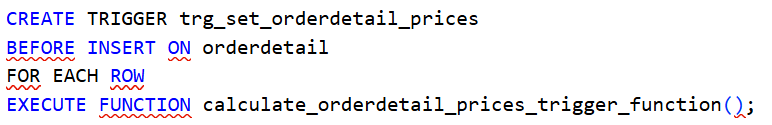 CREATE TRIGGER trg_set_orderdetail_prices
BEFORE INSERT ON orderdetail
FOR EACH ROW
EXECUTE FUNCTION calculate_orderdetail_prices_trigger_function();